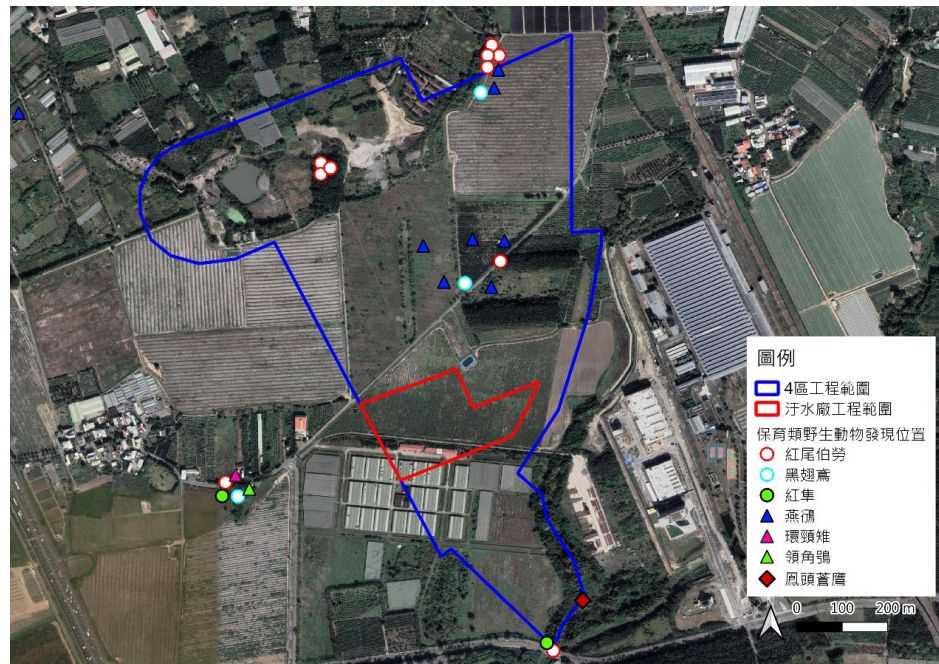 圖例
4區工程範圍
汙水廠工程範圍
保育類野生動物發現位置
紅尾伯勞
黑翅鳶
紅隼
燕鴴
環頸雉
領角鴞
鳳頭蒼鷹
0 100 200 m